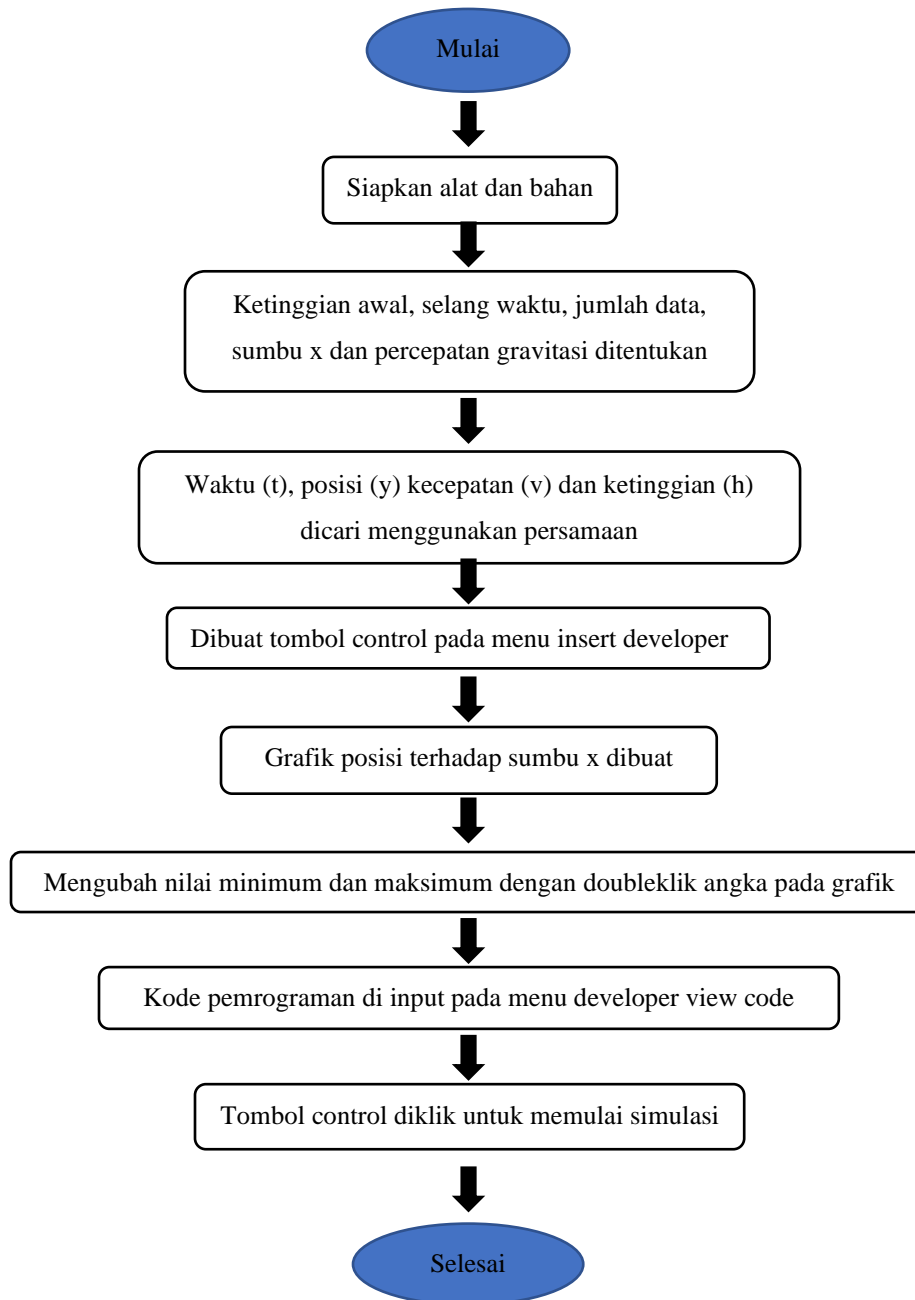 Mulai
Siapkan alat dan bahan
Ketinggian awal, selang waktu, jumlah data,
sumbu x dan percepatan gravitasi ditentukan
Waktu (t), posisi (y) kecepatan (v) dan ketinggian (h)
dicari menggunakan persamaan
Dibuat tombol control pada menu insert developer
Grafik posisi terhadap sumbu x dibuat
Mengubah nilai minimum dan maksimum dengan doubleklik angka pada grafik
Kode pemrograman di input pada menu developer view code
Tombol control diklik untuk memulai simulasi
Selesai